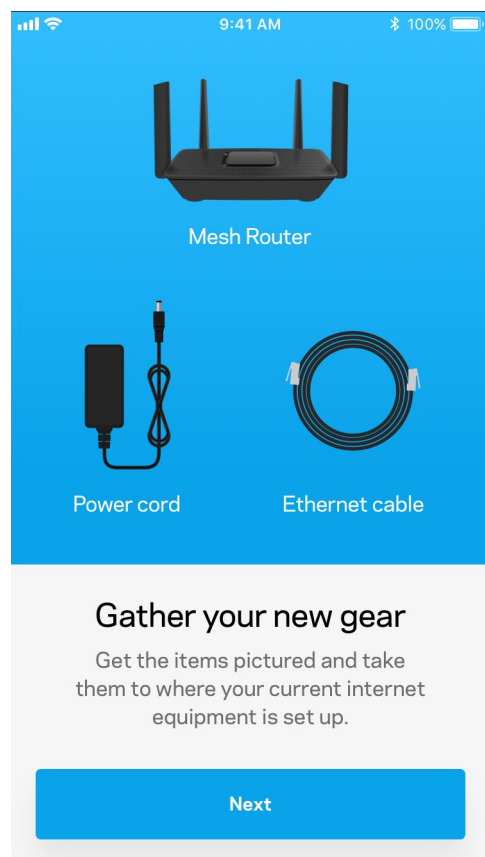 9:41 AM
100%
Mesh Router
Power cord
Ethernet cable
Gather your new gear
Get the items pictured and take
them to where your current internet
equipment is set up.
Next